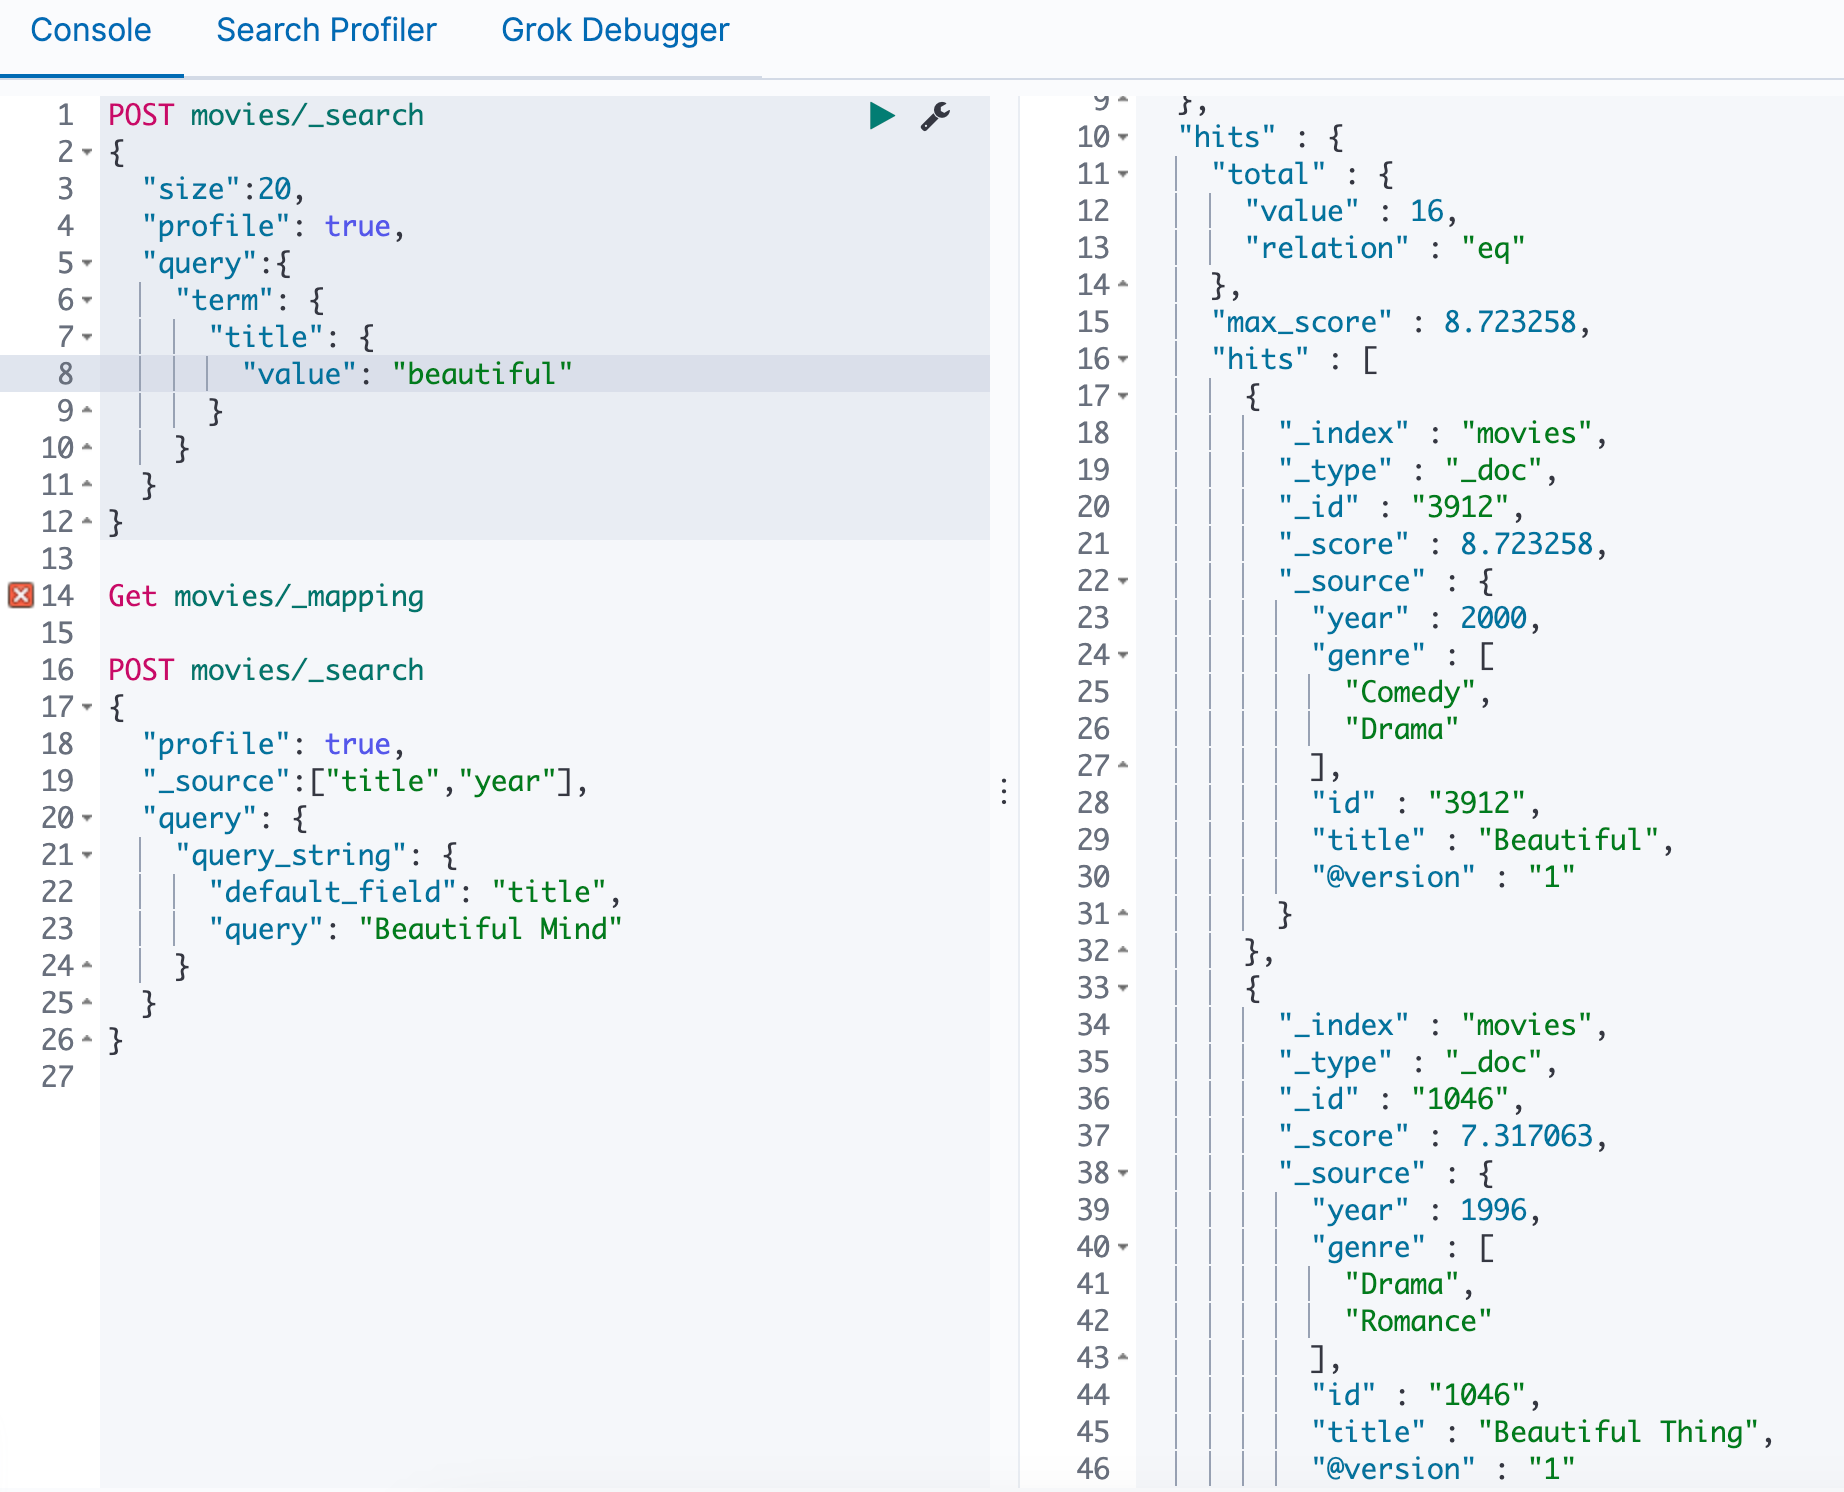 Console Search Profiler Grok Debugger
1 POST movies/_search
2 {
3 "size":20,
4 "profile": true,
5 "query":{
6 "term": {
7 "title": {
8 "value": "beautiful"
9 }
10 }
11 }
12 }
13
14 Get movies/_mapping
15
16 POST movies/_search
17 {
18 "profile": true,
19 "_source":["title","year"],
20 "query": {
21 "query_string": {
22 "default_field": "title",
23 "query": "Beautiful Mind"
24 }
25 }
26 }
27
9 },
10 "hits" : {
11 "total" : {
12 "value" : 16,
13 "relation" : "eq"
14 },
15 "max_score" : 8.723258,
16 "hits" : [
17 {
18 "_index" : "movies",
19 "_type" : "_doc",
20 "_id" : "3912",
21 "_score" : 8.723258,
22 "_source" : {
23 "year" : 2000,
24 "genre" : [
25 "Comedy",
26 "Drama"
27 ],
28 "id" : "3912",
29 "title" : "Beautiful",
30 "@version" : "1"
31 }
32 },
33 {
34 "_index" : "movies",
35 "_type" : "_doc",
36 "_id" : "1046",
37 "_score" : 7.317063,
38 "_source" : {
39 "year" : 1996,
40 "genre" : [
41 "Drama",
42 "Romance"
43 ],
44 "id" : "1046",
45 "title" : "Beautiful Thing",
46 "@version" : "1"